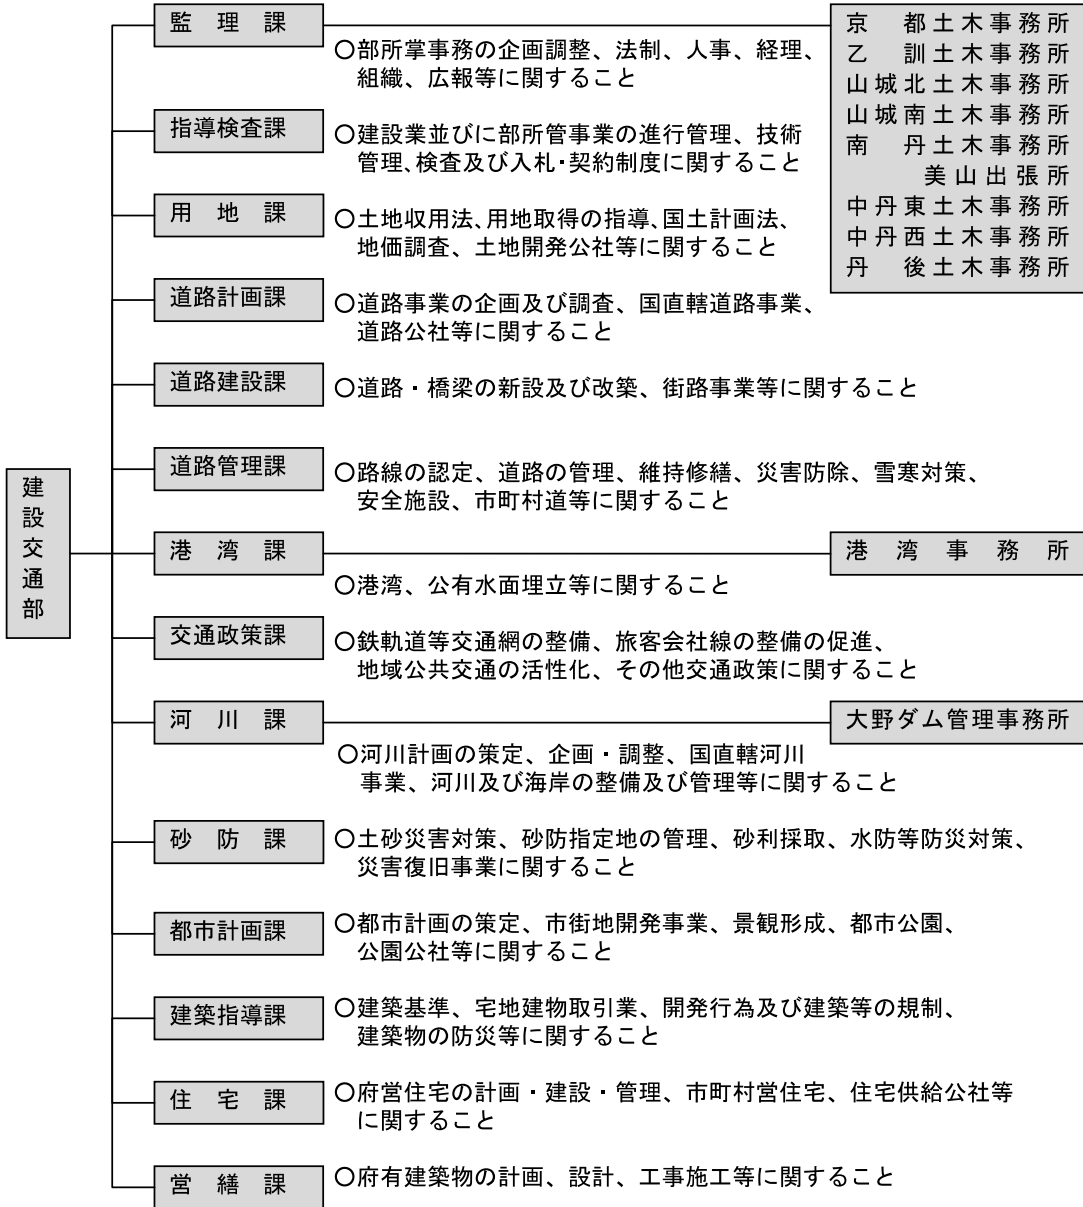 建設交通部
監理課
〇部所掌事務の企画調整、法制、人事、経理、
組織、広報等に関すること
京都土木事務所
乙訓土木事務所
山城北土木事務所
山城南土木事務所
南丹土木事務所
美山出張所
中丹東土木事務所
中丹西土木事務所
丹後土木事務所
指導検査課
〇建設業並びに部所管事業の進行管理、技術
管理、検査及び入札・契約制度に関すること
用地課
〇土地収用法、用地取得の指導、国土計画法、
地価調査、土地開発公社等に関すること
道路計画課
〇道路事業の企画及び調査、国直轄道路事業、
道路公社等に関すること
道路建設課
〇道路・橋梁の新設及び改築、街路事業等に関すること
道路管理課
〇路線の認定、道路の管理、維持修繕、災害防除、雪寒対策、
安全施設、市町村道等に関すること
港湾課
〇港湾、公有水面埋立等に関すること
港湾事務所
交通政策課
〇鉄軌道等交通網の整備、旅客会社線の整備の促進、
地域公共交通の活性化、その他交通政策に関すること
河川課
〇河川計画の策定、企画・調整、国直轄河川
事業、河川及び海岸の整備及び管理等に関すること
大野ダム管理事務所
砂防課
〇土砂災害対策、砂防指定地の管理、砂利採取、水防等防災対策、
災害復旧事業に関すること
都市計画課
〇都市計画の策定、市街地開発事業、景観形成、都市公園、
公園公社等に関すること
建築指導課
〇建築基準、宅地建物取引業、開発行為及び建築等の規制、
建築物の防災等に関すること
住宅課
〇府営住宅の計画・建設・管理、市町村営住宅、住宅供給公社等
に関すること
営繕課
〇府有建築物の計画、設計、工事施工等に関すること